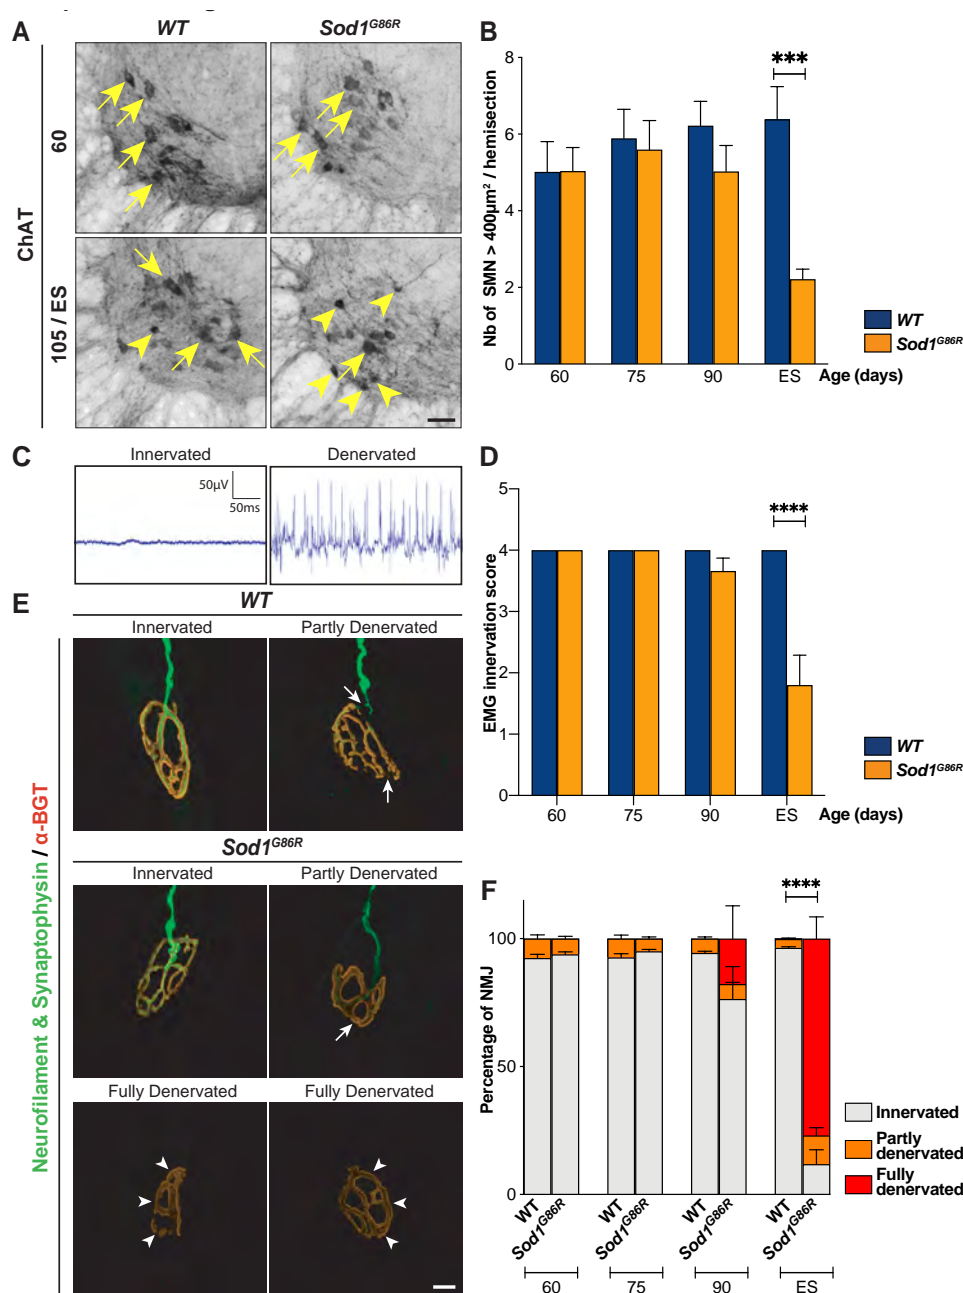 A
WT
Sod1G86R
ChAT
60
105 / ES
B
Nb of SMN > 400µm² / hemisection
8
6
4
2
0
***
60
75
90
ES
Age (days)
WT
Sod1G86R
C
Innervated
Denervated
50µV
50ms
D
EMG innervation score
5
4
3
2
1
0
****
60
75
90
ES
Age (days)
WT
Sod1G86R
E
WT
Innervated
Partly Denervated
Sod1G86R
Innervated
Partly Denervated
Fully Denervated
Fully Denervated
Neurofilament & Synaptophysin / α-BGT
F
Percentage of NMJ
100
50
0
****
WT
Sod1G86R
WT
Sod1G86R
WT
Sod1G86R
WT
Sod1G86R
60
75
90
ES
Innervated
Partly
denervated
Fully
denervated